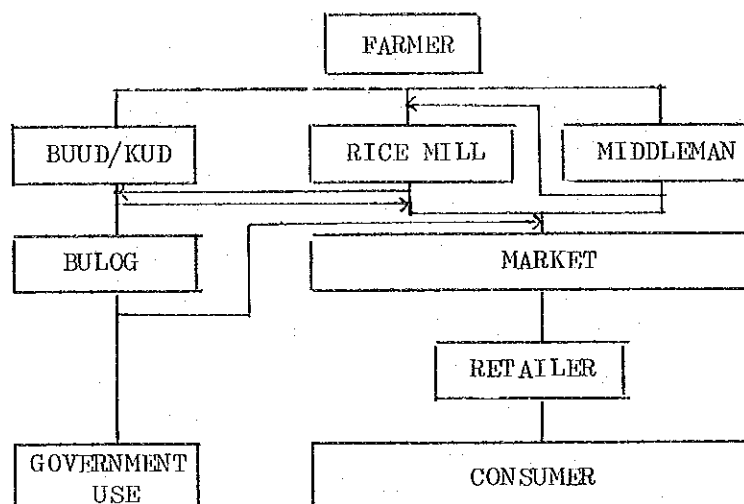 FARMER
BUUD/KUD
RICE MILL
MIDDLEMAN
BULOG
MARKET
RETAILER
GOVERNMENT
USE
CONSUMER